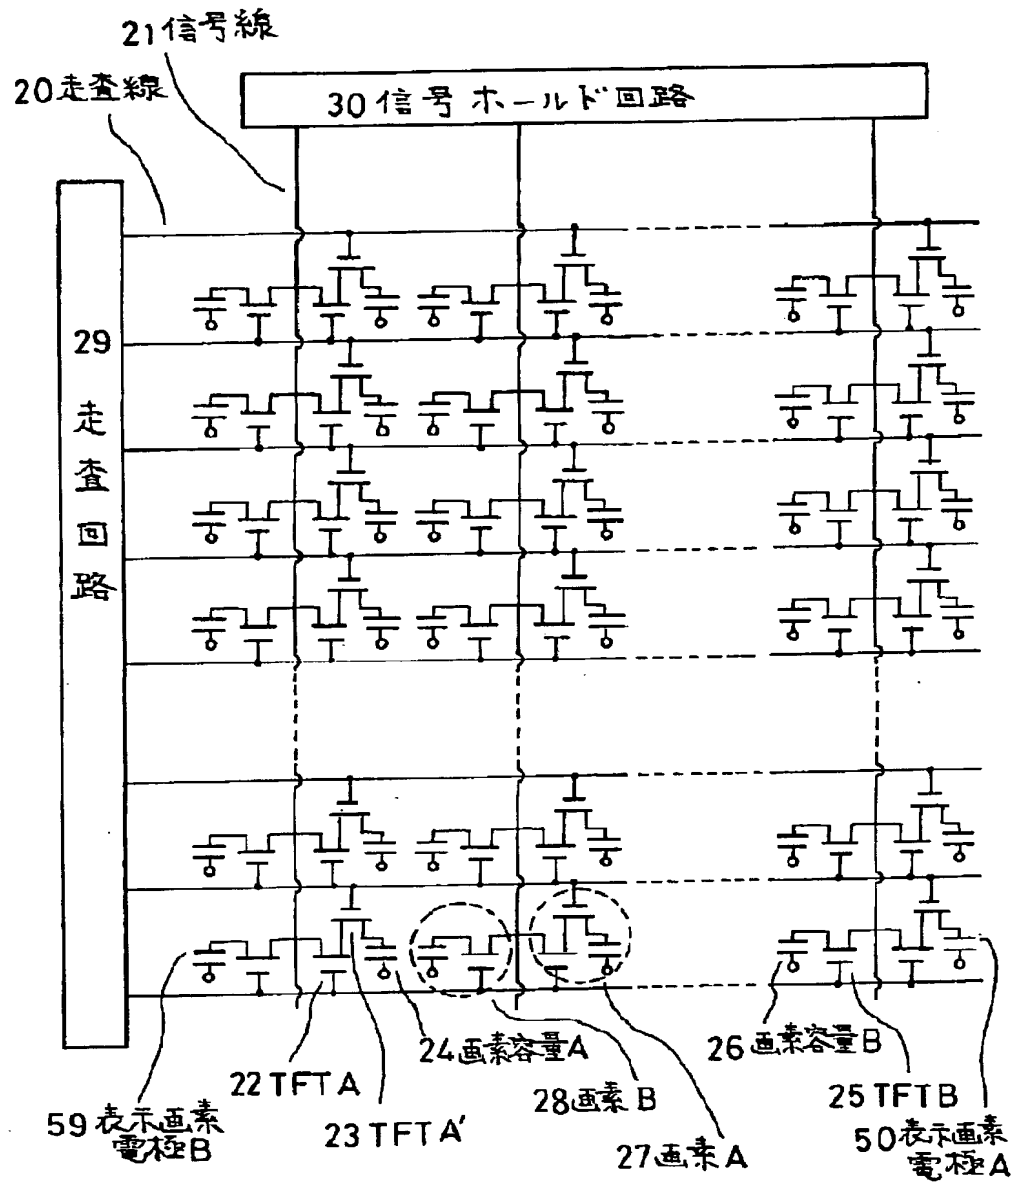 21信号線
20走査線
30信号ホールド回路
29
走査回路
24画素容量A
26画素容量B
22TFTA
28画素B
25TFTB
59表示画素
電極B
23TFTA'
27画素A
50表示画素
電極A